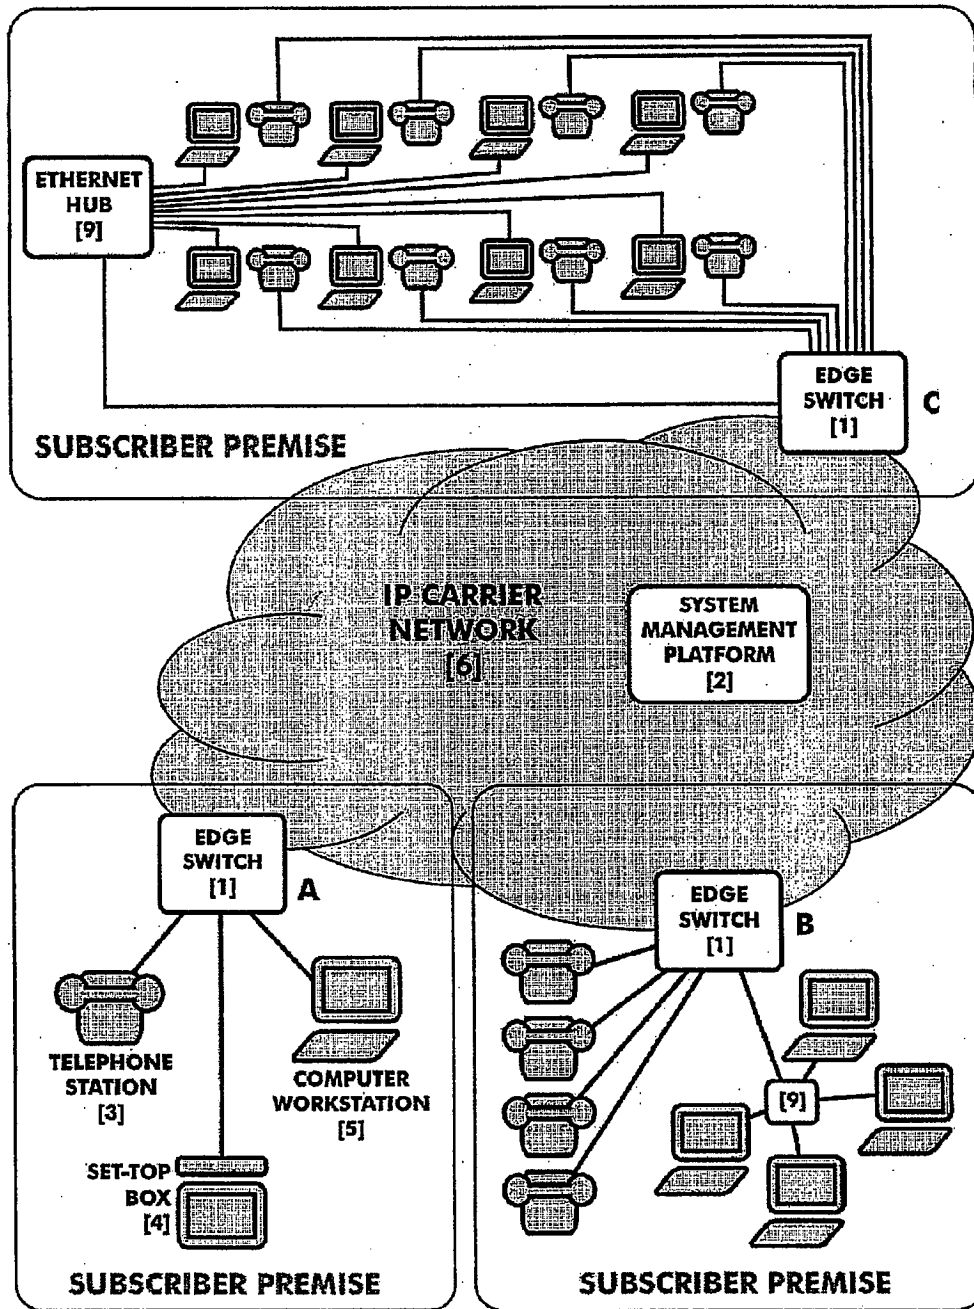 ETHERNET
HUB
[9]
EDGE
SWITCH
[1]
C
SUBSCRIBER PREMISE
IP CARRIER
NETWORK
[6]
SYSTEM
MANAGEMENT
PLATFORM
[2]
EDGE
SWITCH
[1]
A
TELEPHONE
STATION
[3]
COMPUTER
WORKSTATION
[5]
SET-TOP
BOX
[4]
SUBSCRIBER PREMISE
EDGE
SWITCH
[1]
B
[9]
SUBSCRIBER PREMISE